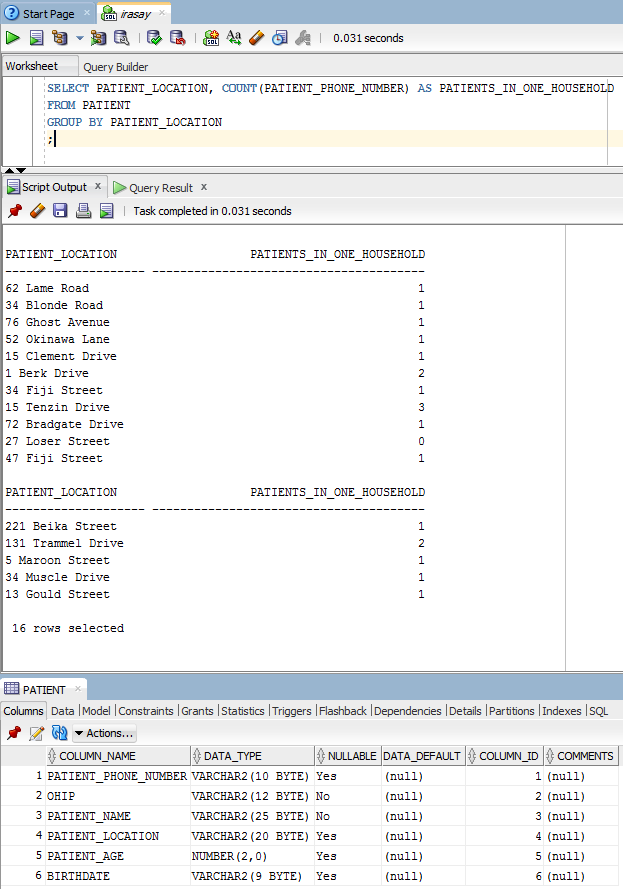 Start Page × irasay ×
0.031 seconds
Worksheet Query Builder
SELECT PATIENT_LOCATION, COUNT(PATIENT_PHONE_NUMBER) AS PATIENTS_IN_ONE_HOUSEHOLD
FROM PATIENT
GROUP BY PATIENT_LOCATION
;
Script Output × Query Result ×
Task completed in 0.031 seconds
PATIENT_LOCATION PATIENTS_IN_ONE_HOUSEHOLD
-------------------- ---------------------------------------
62 Lame Road 1
34 Blonde Road 1
76 Ghost Avenue 1
52 Okinawa Lane 1
15 Clement Drive 1
1 Berk Drive 2
34 Fiji Street 1
15 Tenzin Drive 3
72 Bradgate Drive 1
27 Loser Street 0
47 Fiji Street 1
PATIENT_LOCATION PATIENTS_IN_ONE_HOUSEHOLD
-------------------- ---------------------------------------
221 Beika Street 1
131 Trammel Drive 2
5 Maroon Street 1
34 Muscle Drive 1
13 Gould Street 1
16 rows selected
PATIENT ×
Columns Data Model Constraints Grants Statistics Triggers Flashback Dependencies Details Partitions Indexes SQL
Actions...
COLUMN_NAME DATA_TYPE NULLABLE DATA_DEFAULT COLUMN_ID COMMENTS
1 PATIENT_PHONE_NUMBER VARCHAR2(10 BYTE) Yes (null) 1 (null)
2 OHIP VARCHAR2(12 BYTE) No (null) 2 (null)
3 PATIENT_NAME VARCHAR2(25 BYTE) No (null) 3 (null)
4 PATIENT_LOCATION VARCHAR2(20 BYTE) Yes (null) 4 (null)
5 PATIENT_AGE NUMBER(2,0) Yes (null) 5 (null)
6 BIRTHDATE VARCHAR2(9 BYTE) Yes (null) 6 (null)